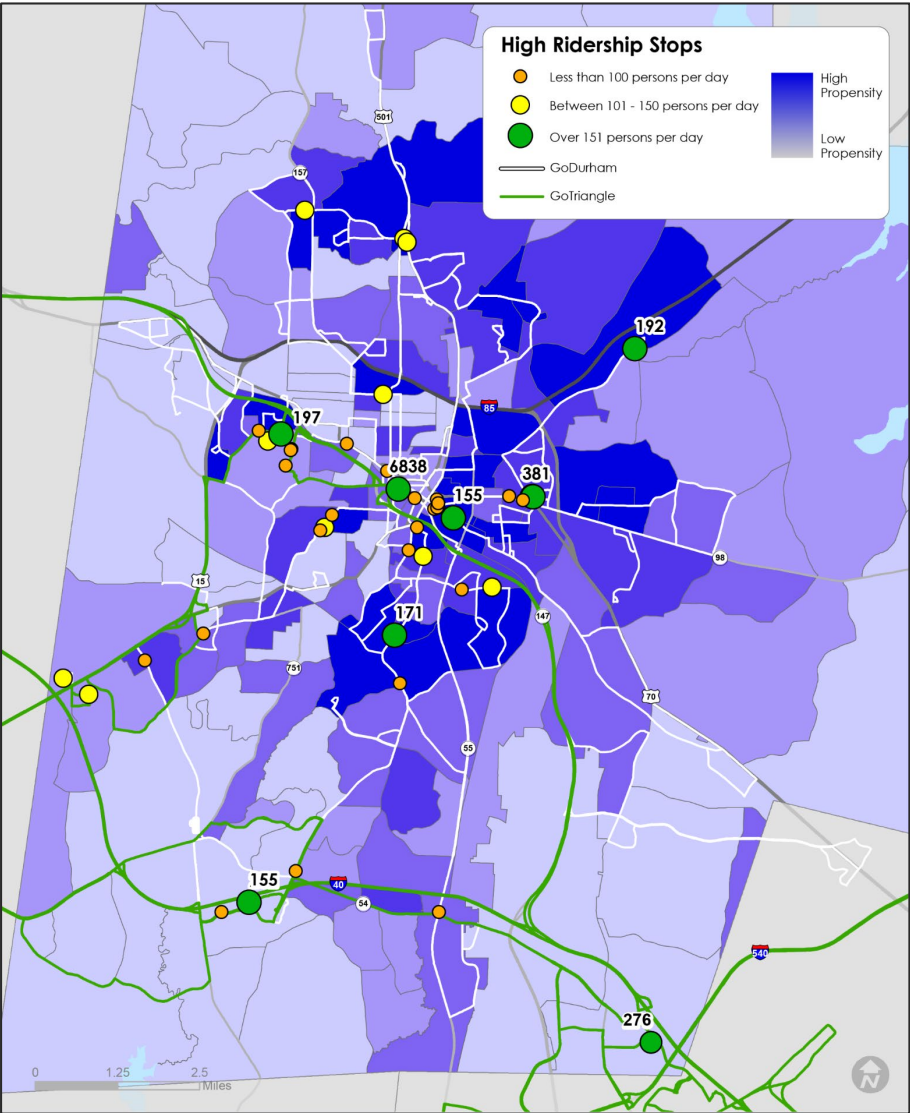 High Ridership Stops
Less than 100 persons per day
Between 101 - 150 persons per day
Over 151 persons per day
GoDurham
GoTriangle
High
Propensity
Low
Propensity
501
157
192
85
197
6838
155
381
98
15
147
171
751
70
55
155
40
54
540
276
0
1.25
2.5
Miles
N